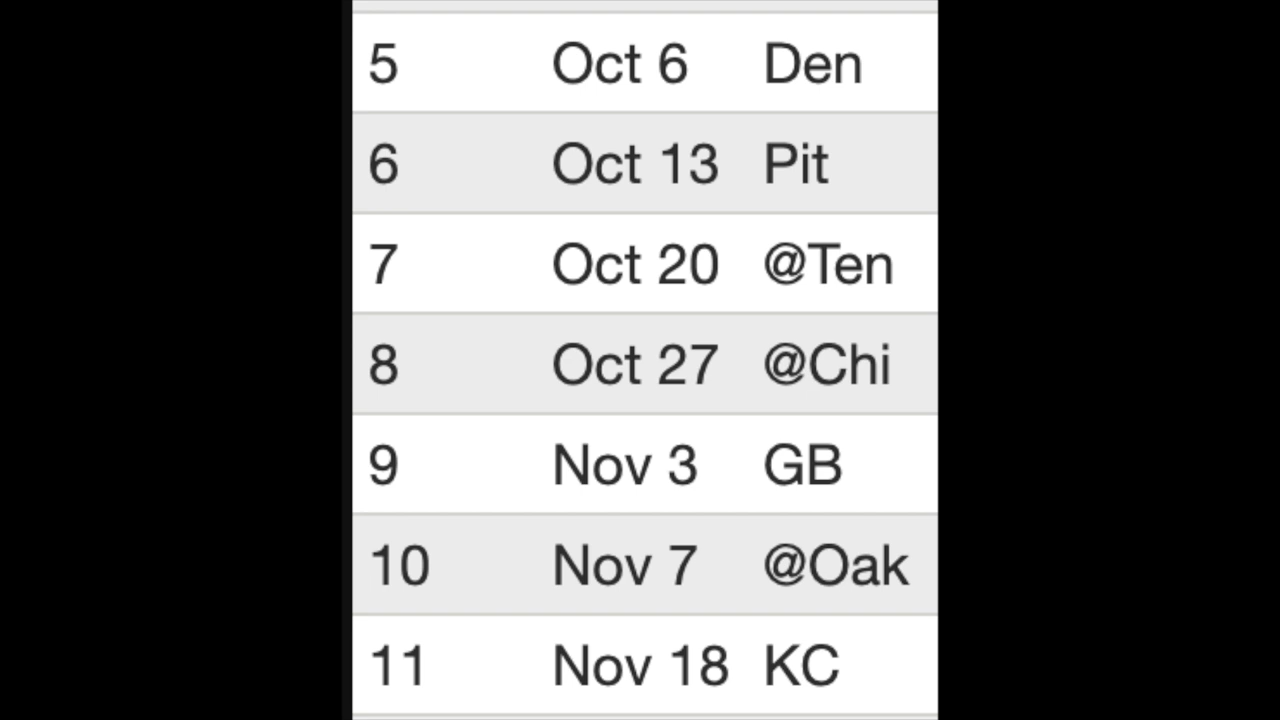 5 Oct 6 Den
6 Oct 13 Pit
7 Oct 20 @Ten
8 Oct 27 @Chi
9 Nov 3 GB
10 Nov 7 @Oak
11 Nov 18 KC